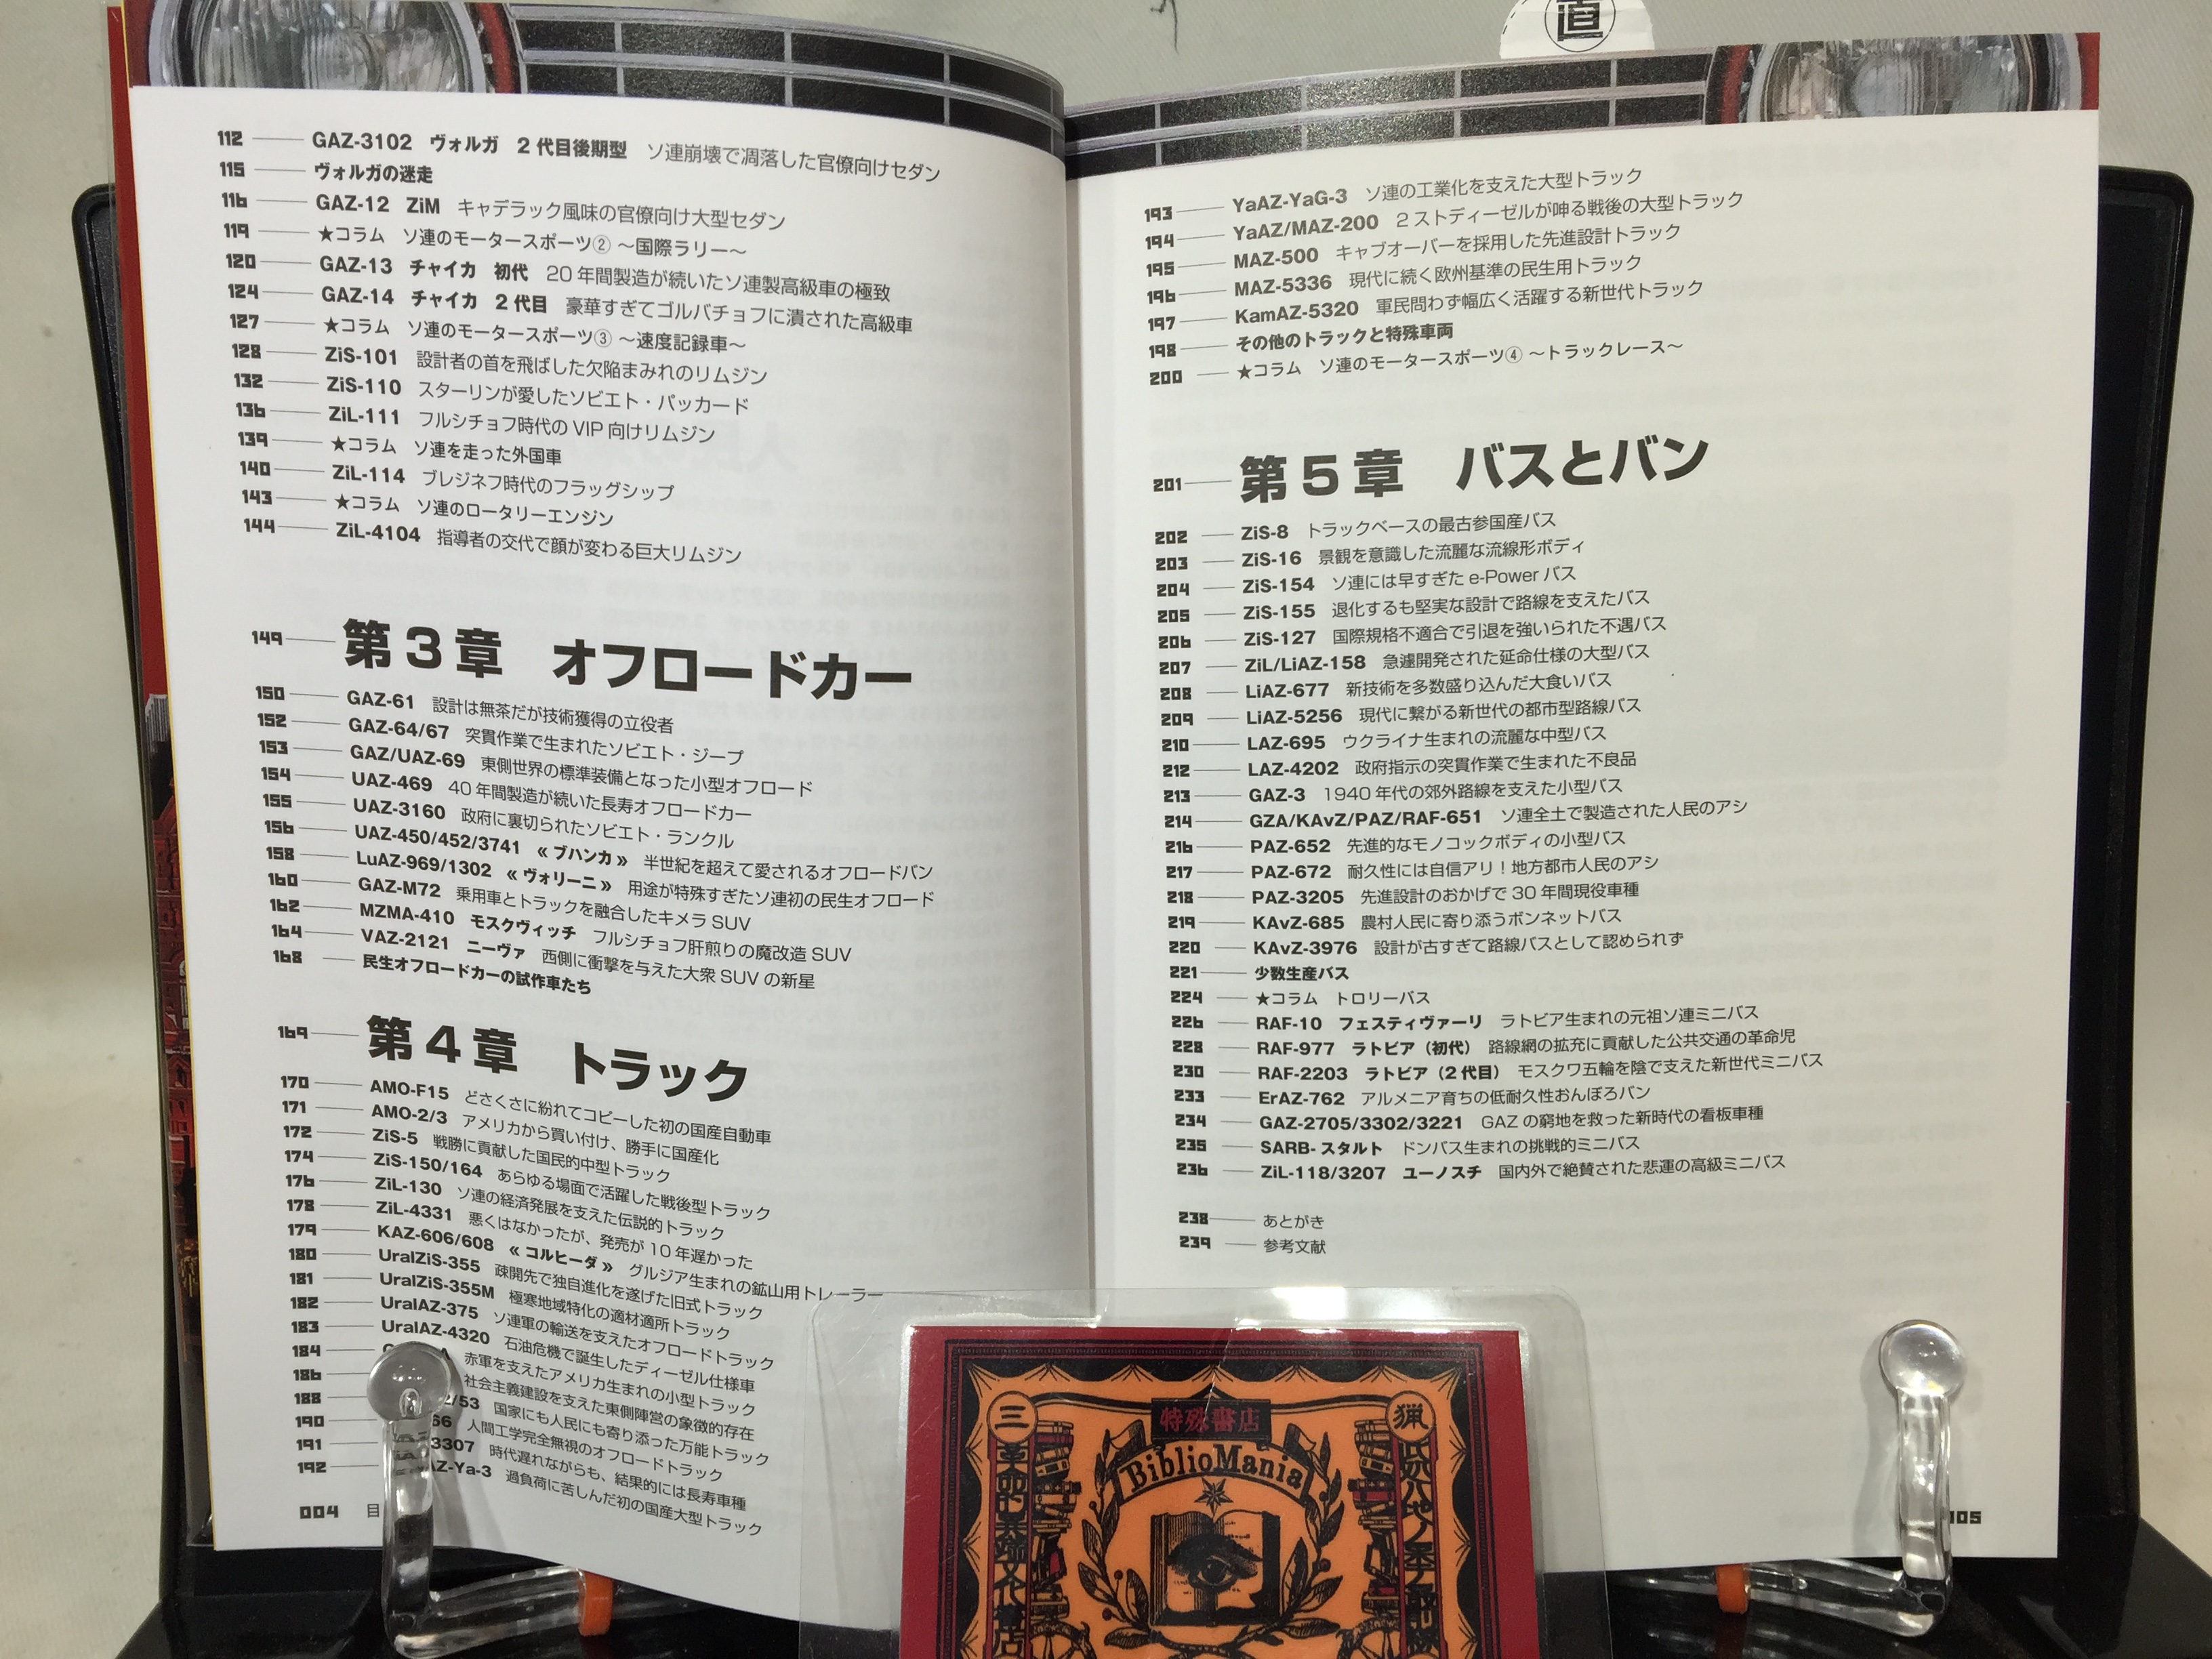 直
112 GAZ-3102 ヴォルガ 2代目後期型 ソ連崩壊で凋落した官僚向けセダン
115 ヴォルガの迷走
116 GAZ-12 ZiM キャデラック風味の官僚向け大型セダン
119 ★コラム ソ連のモータースポーツ② ～国際ラリー～
120 GAZ-13 チャイカ 初代 20年間製造が続いたソ連製高級車の極致
124 GAZ-14 チャイカ 2代目 豪華すぎてゴルバチョフに潰された高級車
127 ★コラム ソ連のモータースポーツ③ ～速度記録車～
128 ZiS-101 設計者の首を飛ばした欠陥まみれのリムジン
132 ZiS-110 スターリンが愛したソビエト・パッカード
136 ZiL-111 フルシチョフ時代のVIP向けリムジン
139 ★コラム ソ連を走った外国車
140 ZiL-114 ブレジネフ時代のフラッグシップ
143 ★コラム ソ連のロータリーエンジン
144 ZiL-4104 指導者の交代で顔が変わる巨大リムジン
149 第3章 オフロードカー
150 GAZ-61 設計は無茶だが技術獲得の立役者
152 GAZ-64/67 突貫作業で生まれたソビエト・ジープ
153 GAZ/UAZ-69 東側世界の標準装備となった小型オフロード
154 UAZ-469 40年間製造が続いた長寿オフロードカー
155 UAZ-3160 政府に裏切られたソビエト・ランクル
156 UAZ-450/452/3741 «ブハンカ» 半世紀を超えて愛されるオフロードバン
158 LuAZ-969/1302 «ヴォリーニ» 用途が特殊すぎたソ連初の民生オフロード
160 GAZ-M72 乗用車とトラックを融合したキメラSUV
162 MZMA-410 モスクヴィッチ フルシチョフ肝煎りの魔改造SUV
164 VAZ-2121 ニーヴァ 西側に衝撃を与えた大衆SUVの新星
168 民生オフロードカーの試作車たち
169 第4章 トラック
170 AMO-F15 どさくさに紛れてコピーした初の国産自動車
171 AMO-2/3 アメリカから買い付け、勝手に国産化
172 ZiS-5 戦勝に貢献した国民的中型トラック
174 ZiS-150/164 あらゆる場面で活躍した戦後型トラック
176 ZiL-130 ソ連の経済発展を支えた伝説的トラック
178 ZiL-4331 悪くはなかったが、発売が10年遅かった
179 KAZ-606/608 «コルヒーダ» グルジア生まれの鉱山用トレーラー
180 UralZiS-355 疎開先で独自進化を遂げた旧式トラック
181 UralZiS-355M 極寒地域特化の適材適所トラック
182 UralAZ-375 ソ連軍の輸送を支えたオフロードトラック
183 UralAZ-4320 石油危機で誕生したディーゼル仕様車
184 赤軍を支えたアメリカ生まれの小型トラック
186 社会主義建設を支えた東側陣営の象徴的存在
188 /53 国家にも人民にも寄り添った万能トラック
190 66 人間工学完全無視のオフロードトラック
191 3307 時代遅れながらも、結果的には長寿車種
192 AZ-Ya-3 過負荷に苦しんだ初の国産大型トラック
004 目
193 YaAZ-YaG-3 ソ連の工業化を支えた大型トラック
194 YaAZ/MAZ-200 2ストディーゼルが呻る戦後の大型トラック
195 MAZ-500 キャブオーバーを採用した先進設計トラック
196 MAZ-5336 現代に続く欧州基準の民生用トラック
197 KamAZ-5320 軍民問わず幅広く活躍する新世代トラック
198 その他のトラックと特殊車両
200 ★コラム ソ連のモータースポーツ④ ～トラックレース～
201 第5章 バスとバン
202 ZiS-8 トラックベースの最古参国産バス
203 ZiS-16 景観を意識した流麗な流線形ボディ
204 ZiS-154 ソ連には早すぎたe-Powerバス
205 ZiS-155 退化するも堅実な設計で路線を支えたバス
206 ZiS-127 国際規格不適合で引退を強いられた不遇バス
207 ZiL/LiAZ-158 急遽開発された延命仕様の大型バス
208 LiAZ-677 新技術を多数盛り込んだ大食いバス
209 LiAZ-5256 現代に繋がる新世代の都市型路線バス
210 LAZ-695 ウクライナ生まれの流麗な中型バス
212 LAZ-4202 政府指示の突貫作業で生まれた不良品
213 GAZ-3 1940年代の郊外路線を支えた小型バス
214 GZA/KAvZ/PAZ/RAF-651 ソ連全土で製造された人民のアシ
216 PAZ-652 先進的なモノコックボディの小型バス
217 PAZ-672 耐久性には自信アリ！地方都市人民のアシ
218 PAZ-3205 先進設計のおかげで30年間現役車種
219 KAvZ-685 農村人民に寄り添うボンネットバス
220 KAvZ-3976 設計が古すぎて路線バスとして認められず
221 少数生産バス
224 ★コラム トロリーバス
226 RAF-10 フェスティヴァーリ ラトビア生まれの元祖ソ連ミニバス
228 RAF-977 ラトビア（初代） 路線網の拡充に貢献した公共交通の革命児
230 RAF-2203 ラトビア（2代目） モスクワ五輪を陰で支えた新世代ミニバス
233 ErAZ-762 アルメニア育ちの低耐久性おんぼろバン
234 GAZ-2705/3302/3221 GAZの窮地を救った新時代の看板車種
235 SARB-スタルト ドンバス生まれの挑戦的ミニバス
236 ZiL-118/3207 ユーノスチ 国内外で絶賛された悲運の高級ミニバス
238 あとがき
239 参考文献
105
三 特殊書店 猟
BiblioMania